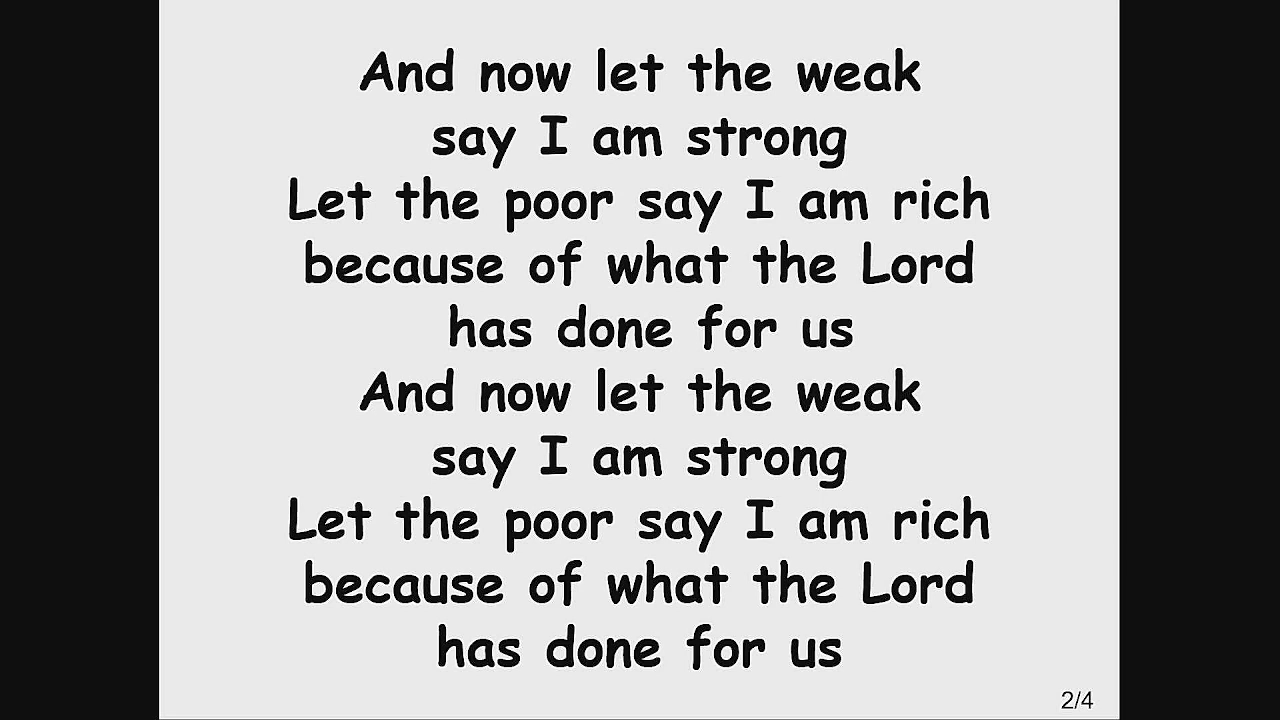 And now let the weak
say I am strong
Let the poor say I am rich
because of what the Lord
has done for us
And now let the weak
say I am strong
Let the poor say I am rich
because of what the Lord
has done for us
2/4